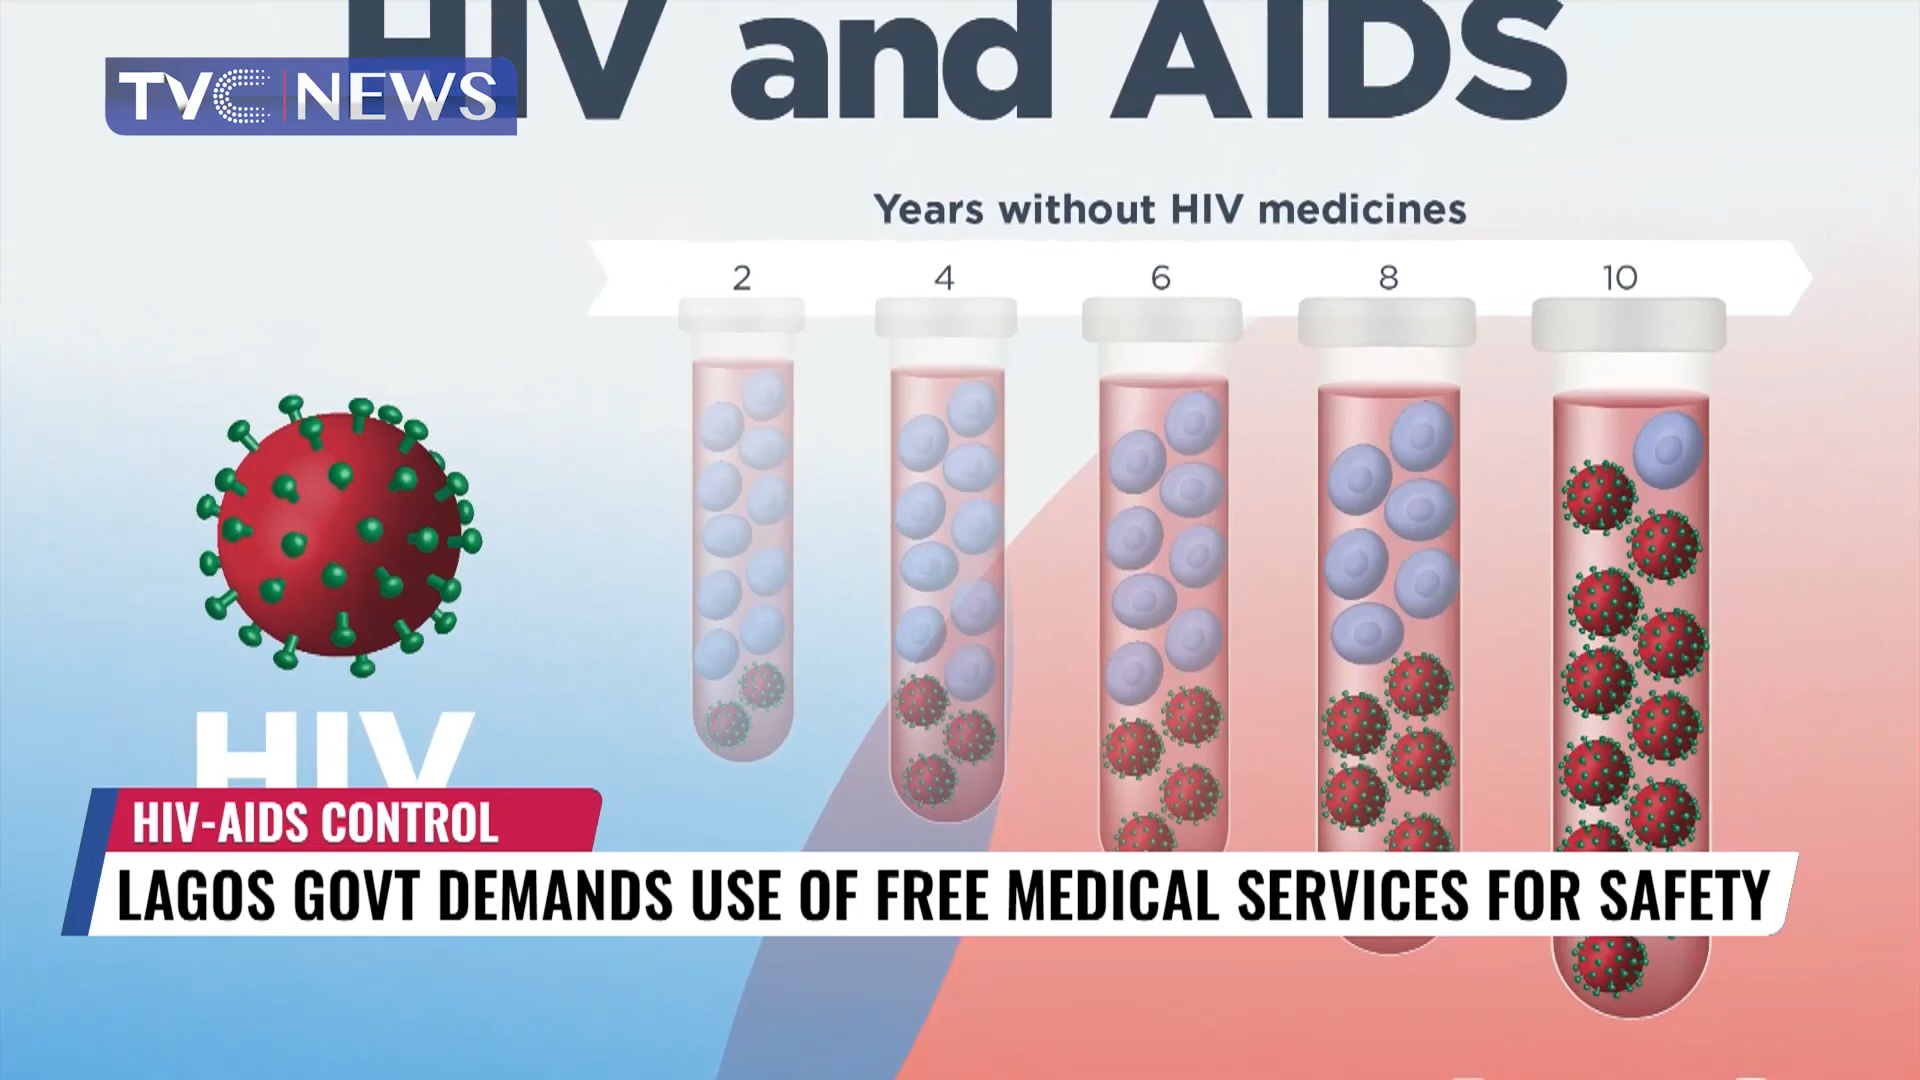 HIV and AIDS
TVC NEWS
Years without HIV medicines
2 4 6 8 10
HIV
HIV-AIDS CONTROL
LAGOS GOVT DEMANDS USE OF FREE MEDICAL SERVICES FOR SAFETY